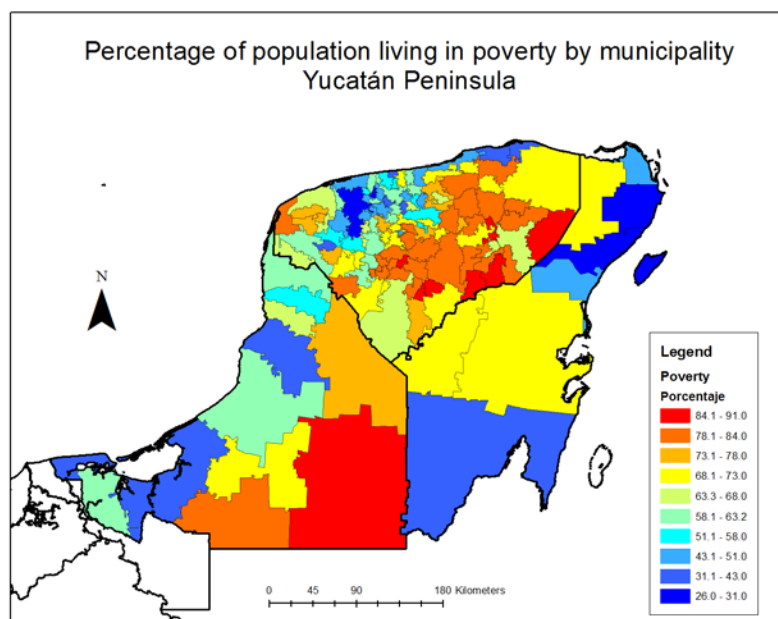 Percentage of population living in poverty by municipality
Yucatán Peninsula
N
Legend
Poverty
Porcentaje
84.1 - 91.0
78.1 - 84.0
73.1 - 78.0
68.1 - 73.0
63.3 - 68.0
58.1 - 63.2
51.1 - 58.0
43.1 - 51.0
31.1 - 43.0
26.0 - 31.0
0 45 90 180 Kilometers